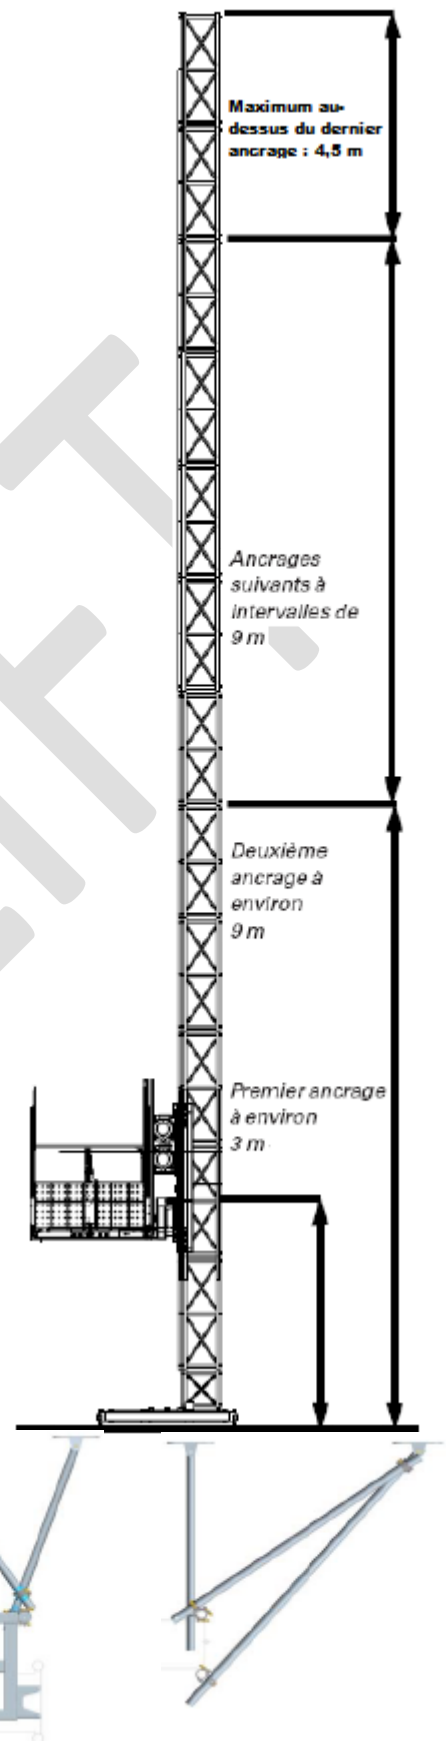 Maximum au-
dessus du dernier
ancrage : 4,5 m
Ancrages
suivants à
intervalles de
9 m
Deuxième
ancrage à
environ
9 m
Premier ancrage
à environ
3 m